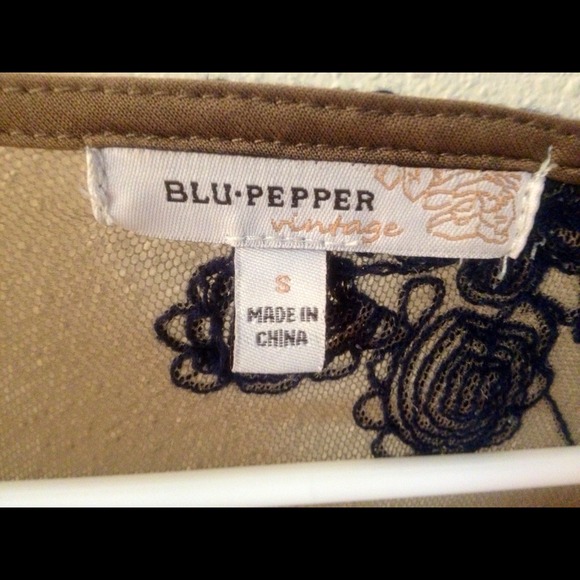 BLU·PEPPER
vintage
S
MADE IN
CHINA